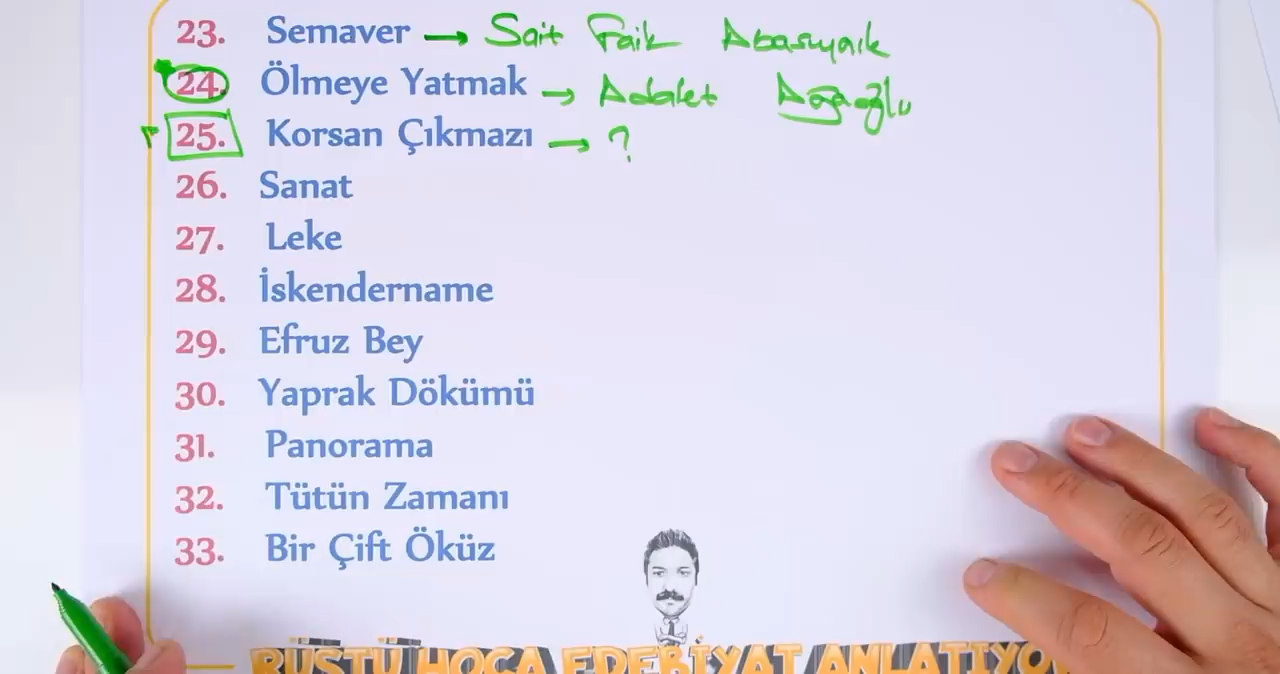 23. Semaver → Sait Faik Abasıyanık
24. Ölmeye Yatmak → Adalet Ağaoğlu
25. Korsan Çıkmazı → ?
26. Sanat
27. Leke
28. İskendername
29. Efruz Bey
30. Yaprak Dökümü
31. Panorama
32. Tütün Zamanı
33. Bir Çift Öküz
RÜŞTÜ HOCA EDEBİYAT ANLATIYO